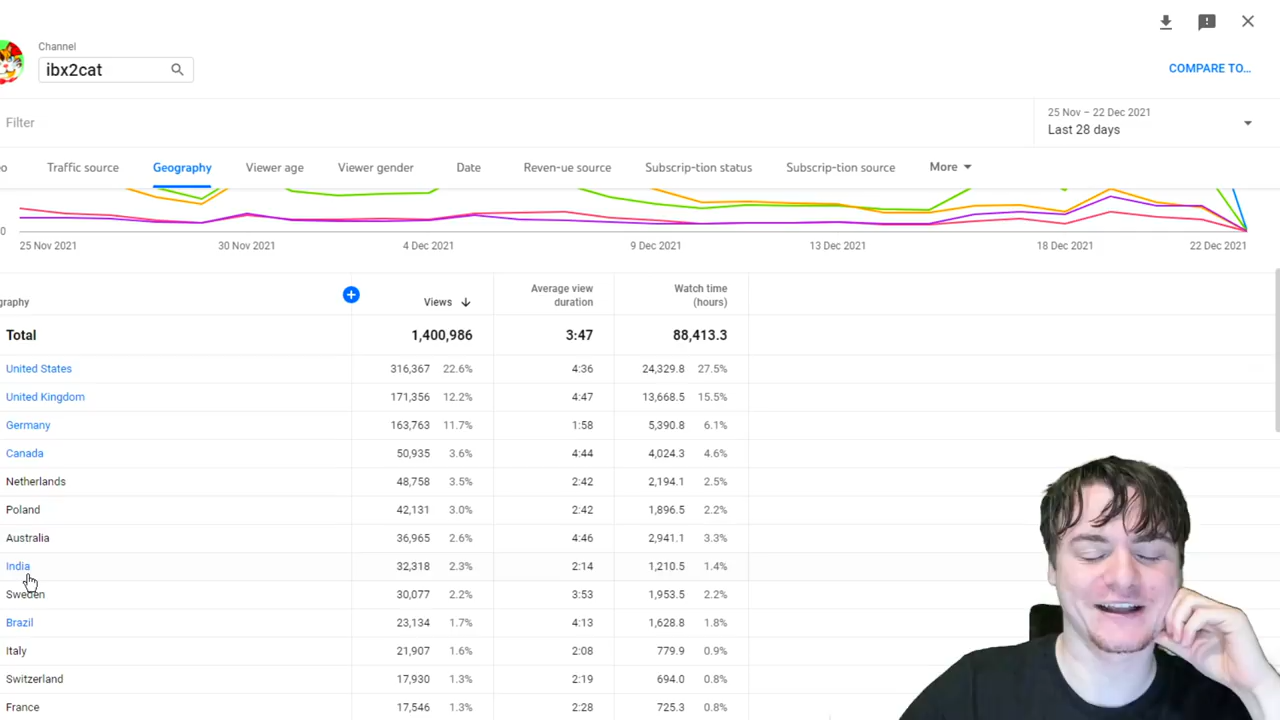 Channel
ibx2cat
COMPARE TO...
Filter
25 Nov – 22 Dec 2021
Last 28 days
o Traffic source Geography Viewer age Viewer gender Date Reven-ue source Subscrip-tion status Subscrip-tion source More
0
25 Nov 2021 30 Nov 2021 4 Dec 2021 9 Dec 2021 13 Dec 2021 18 Dec 2021 22 Dec 2021
graphy Views Average view duration Watch time (hours)
Total 1,400,986 3:47 88,413.3
United States 316,367 22.6% 4:36 24,329.8 27.5%
United Kingdom 171,356 12.2% 4:47 13,668.5 15.5%
Germany 163,763 11.7% 1:58 5,390.8 6.1%
Canada 50,935 3.6% 4:44 4,024.3 4.6%
Netherlands 48,758 3.5% 2:42 2,194.1 2.5%
Poland 42,131 3.0% 2:42 1,896.5 2.2%
Australia 36,965 2.6% 4:46 2,941.1 3.3%
India 32,318 2.3% 2:14 1,210.5 1.4%
Sweden 30,077 2.2% 3:53 1,953.5 2.2%
Brazil 23,134 1.7% 4:13 1,628.8 1.8%
Italy 21,907 1.6% 2:08 779.9 0.9%
Switzerland 17,930 1.3% 2:19 694.0 0.8%
France 17,546 1.3% 2:28 725.3 0.8%